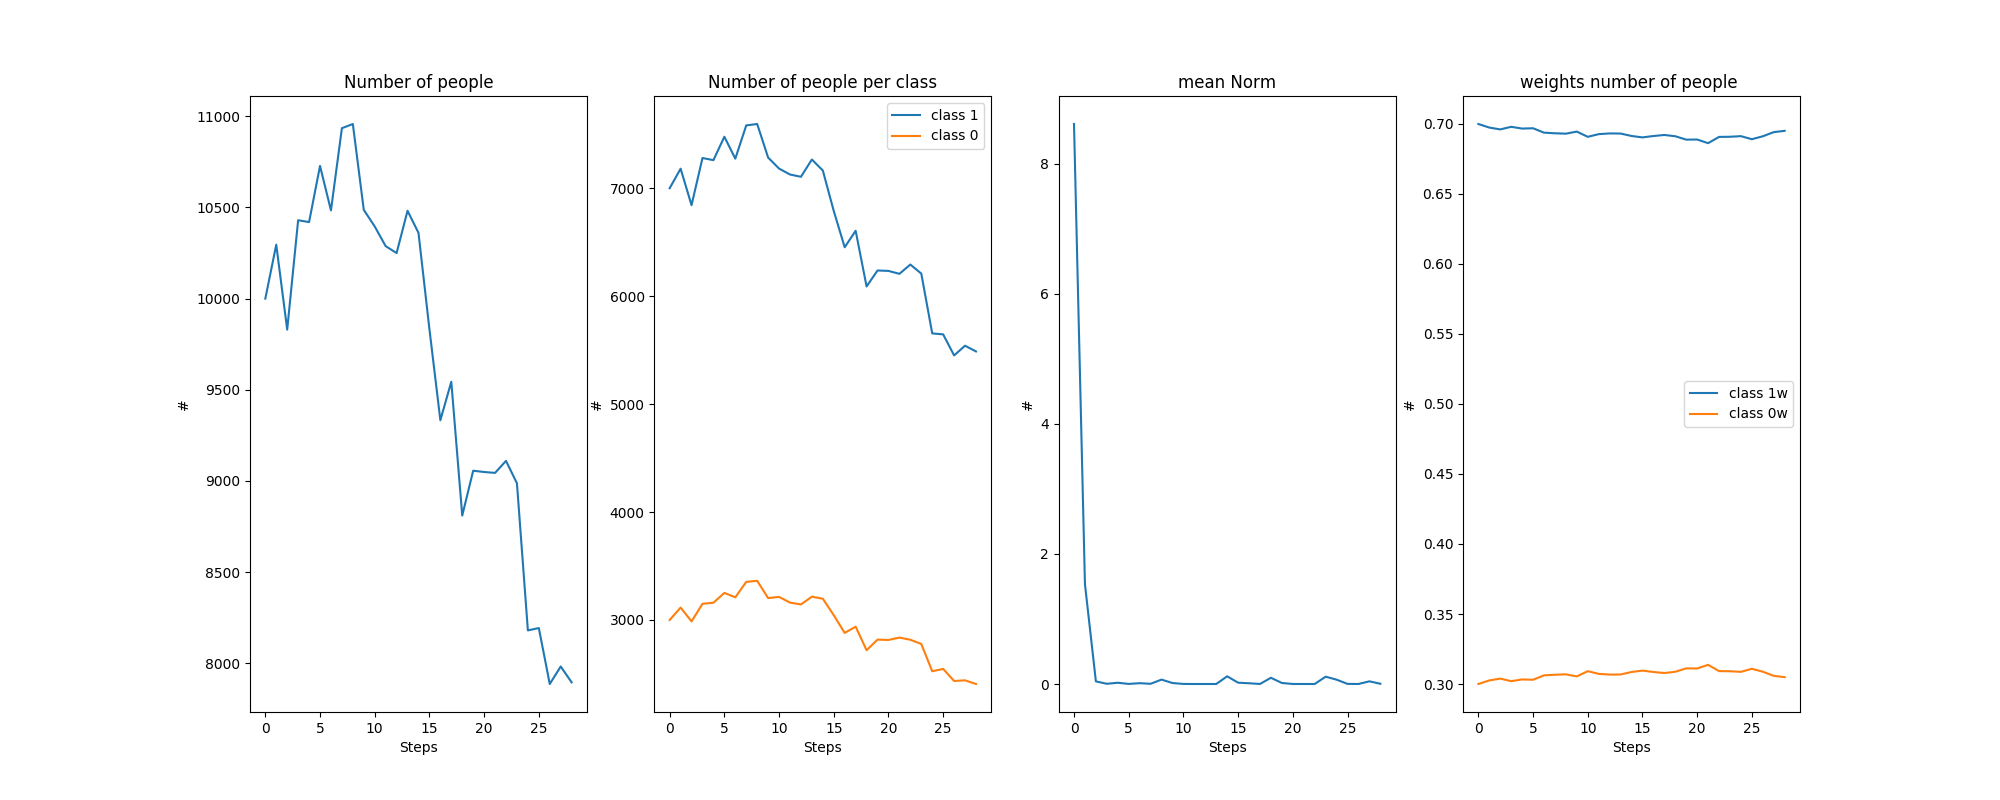 Number of people
11000
10500
10000
9500
9000
8500
8000
#
0 5 10 15 20 25
Steps
Number of people per class
class 1
class 0
7000
6000
5000
4000
3000
#
0 5 10 15 20 25
Steps
mean Norm
8
6
4
2
0
#
0 5 10 15 20 25
Steps
weights number of people
0.70
0.65
0.60
0.55
0.50
0.45
0.40
0.35
0.30
#
class 1w
class 0w
0 5 10 15 20 25
Steps